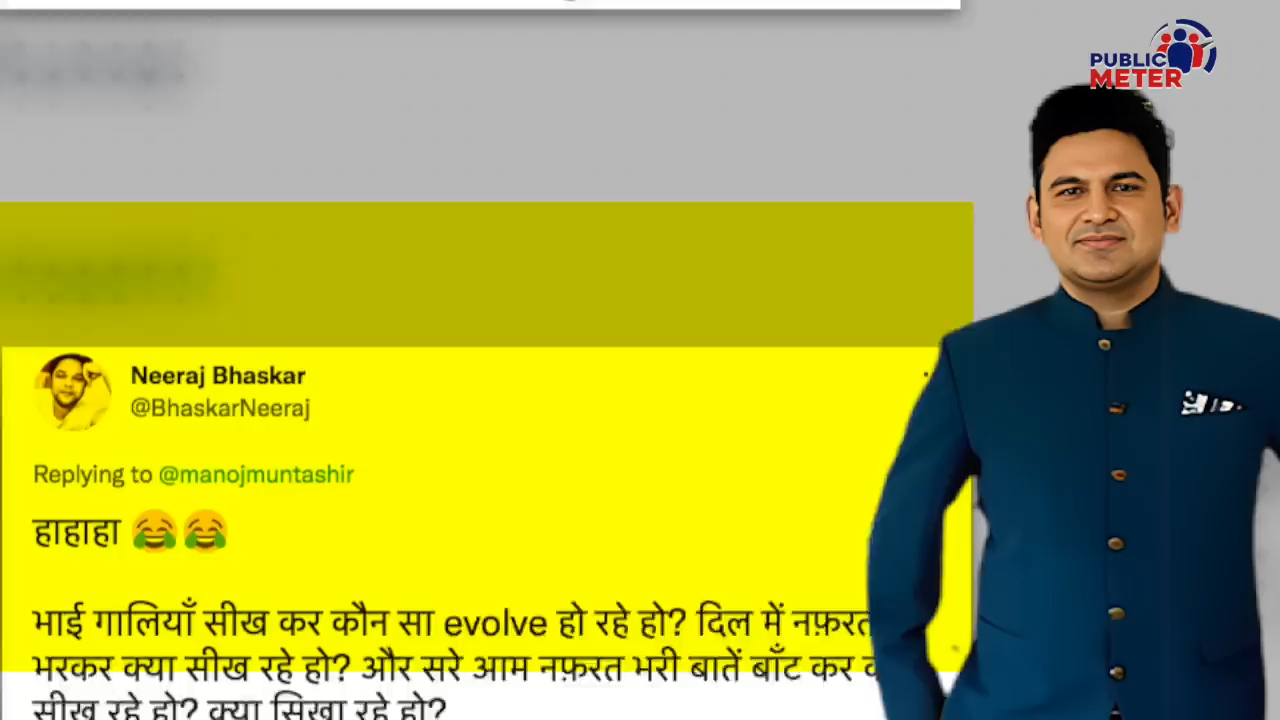 PUBLIC
METER
Neeraj Bhaskar
@BhaskarNeeraj
Replying to @manojmuntashir
हाहाहा 😂😂
भाई गालियाँ सीख कर कौन सा evolve हो रहे हो? दिल में नफ़रत
भरकर क्या सीख रहे हो? और सरे आम नफ़रत भरी बातें बाँट कर
सीख रहे हो? क्या सिखा रहे हो?